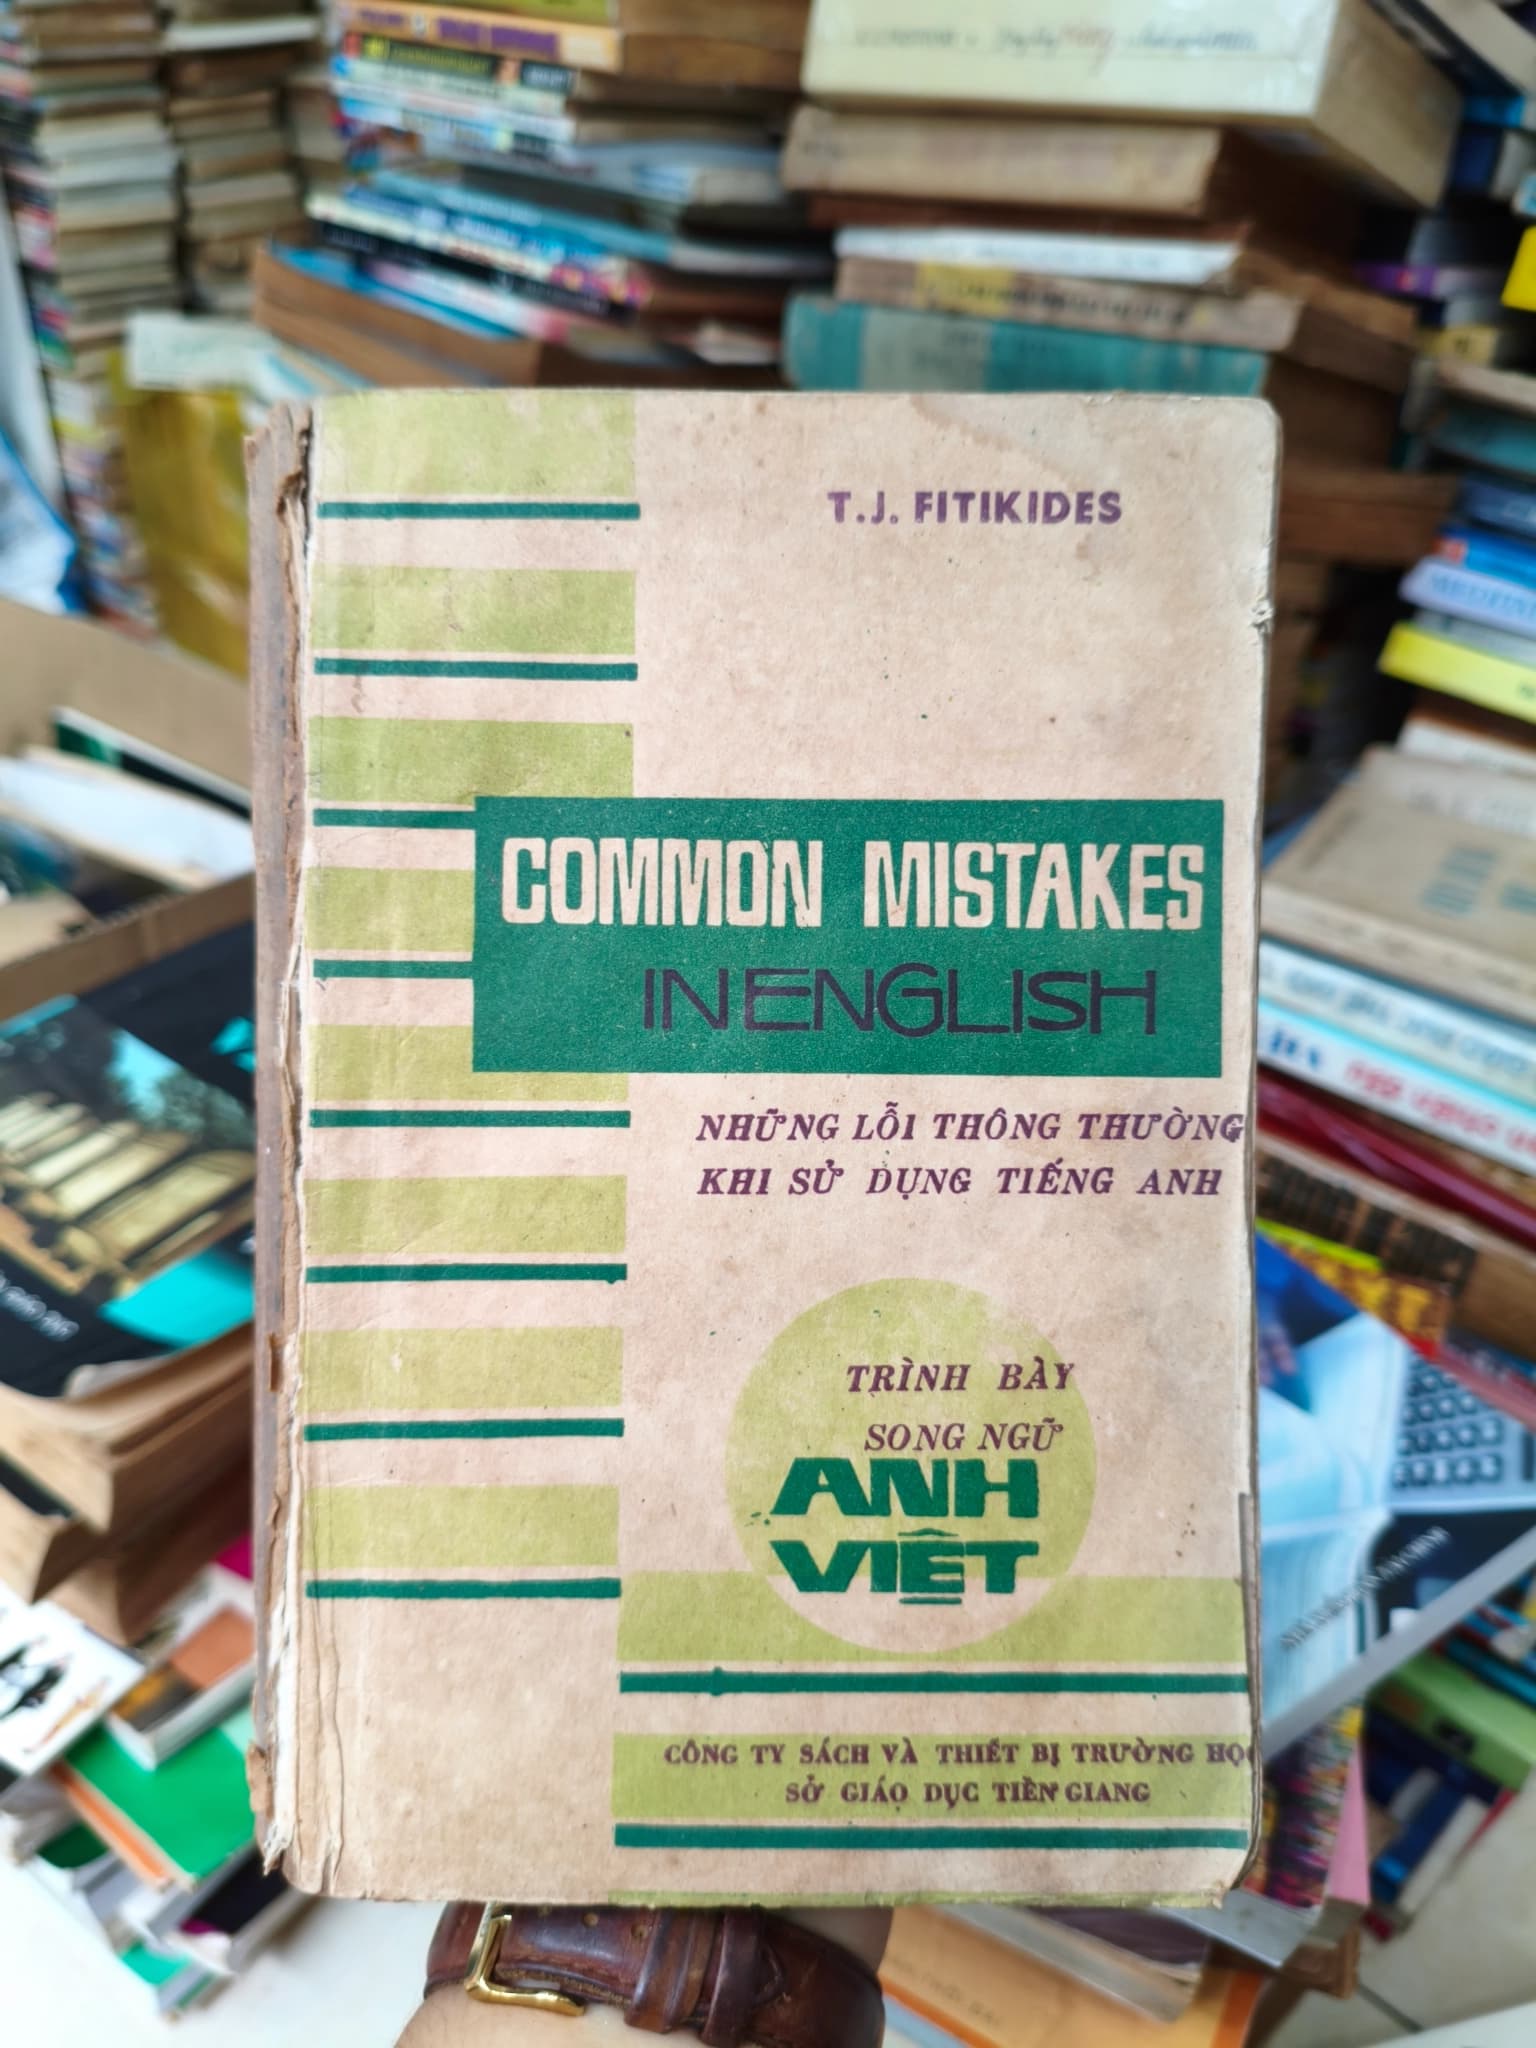 T.J. FITIKIDES
COMMON MISTAKES
IN ENGLISH
NHỮNG LỖI THÔNG THƯỜNG
KHI SỬ DỤNG TIẾNG ANH
TRÌNH BÀY
SONG NGỮ
ANH
VIỆT
CÔNG TY SÁCH VÀ THIẾT BỊ TRƯỜNG HỌC
SỞ GIÁO DỤC TIỀN GIANG